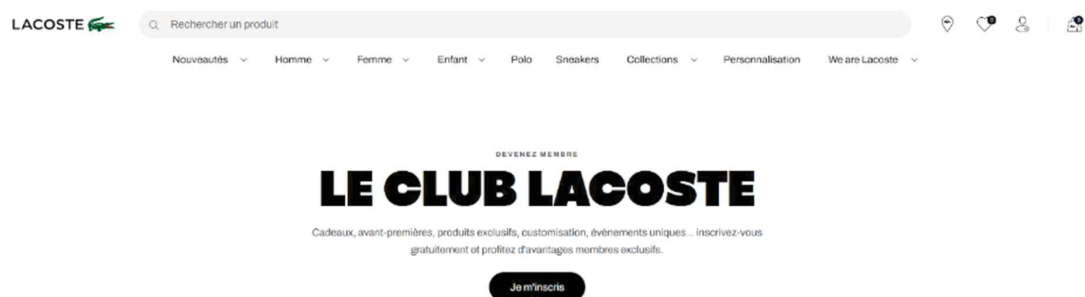 LACOSTE
Rechercher un produit
Nouveautés Homme Femme Enfant Polo Sneakers Collections Personnalisation We are Lacoste
DEVENEZ MEMBRE
LE CLUB LACOSTE
Cadeaux, avant-premières, produits exclusifs, customisation, événements uniques... inscrivez-vous
gratuitement et profitez d'avantages membres exclusifs.
Je m'inscris